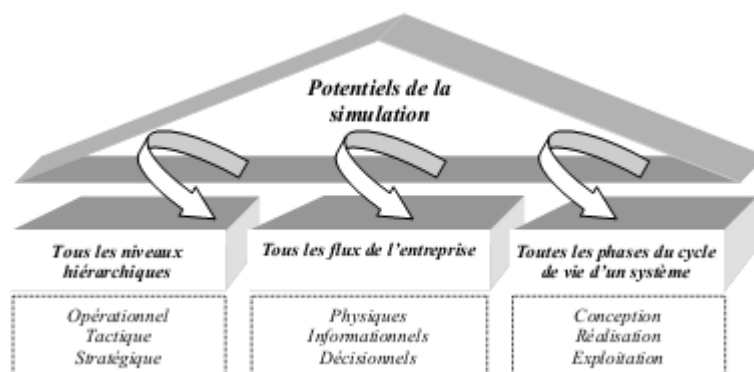 Potentiels de la
simulation
Tous les niveaux
hiérarchiques
Opérationnel
Tactique
Stratégique
Tous les flux de l'entreprise
Physiques
Informationnels
Décisionnels
Toutes les phases du cycle
de vie d'un système
Conception
Réalisation
Exploitation